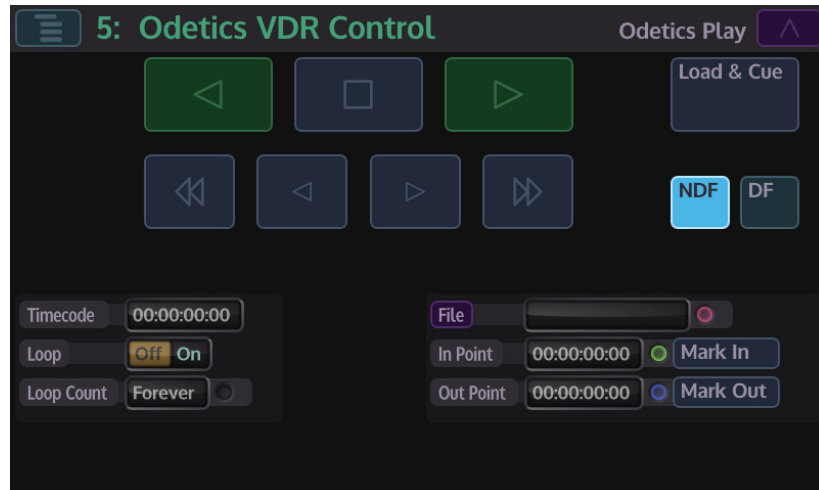 5: Odetics VDR Control
Odetics Play
Load & Cue
NDF
DF
Timecode 00:00:00:00
Loop Off On
Loop Count Forever
File
In Point 00:00:00:00 Mark In
Out Point 00:00:00:00 Mark Out